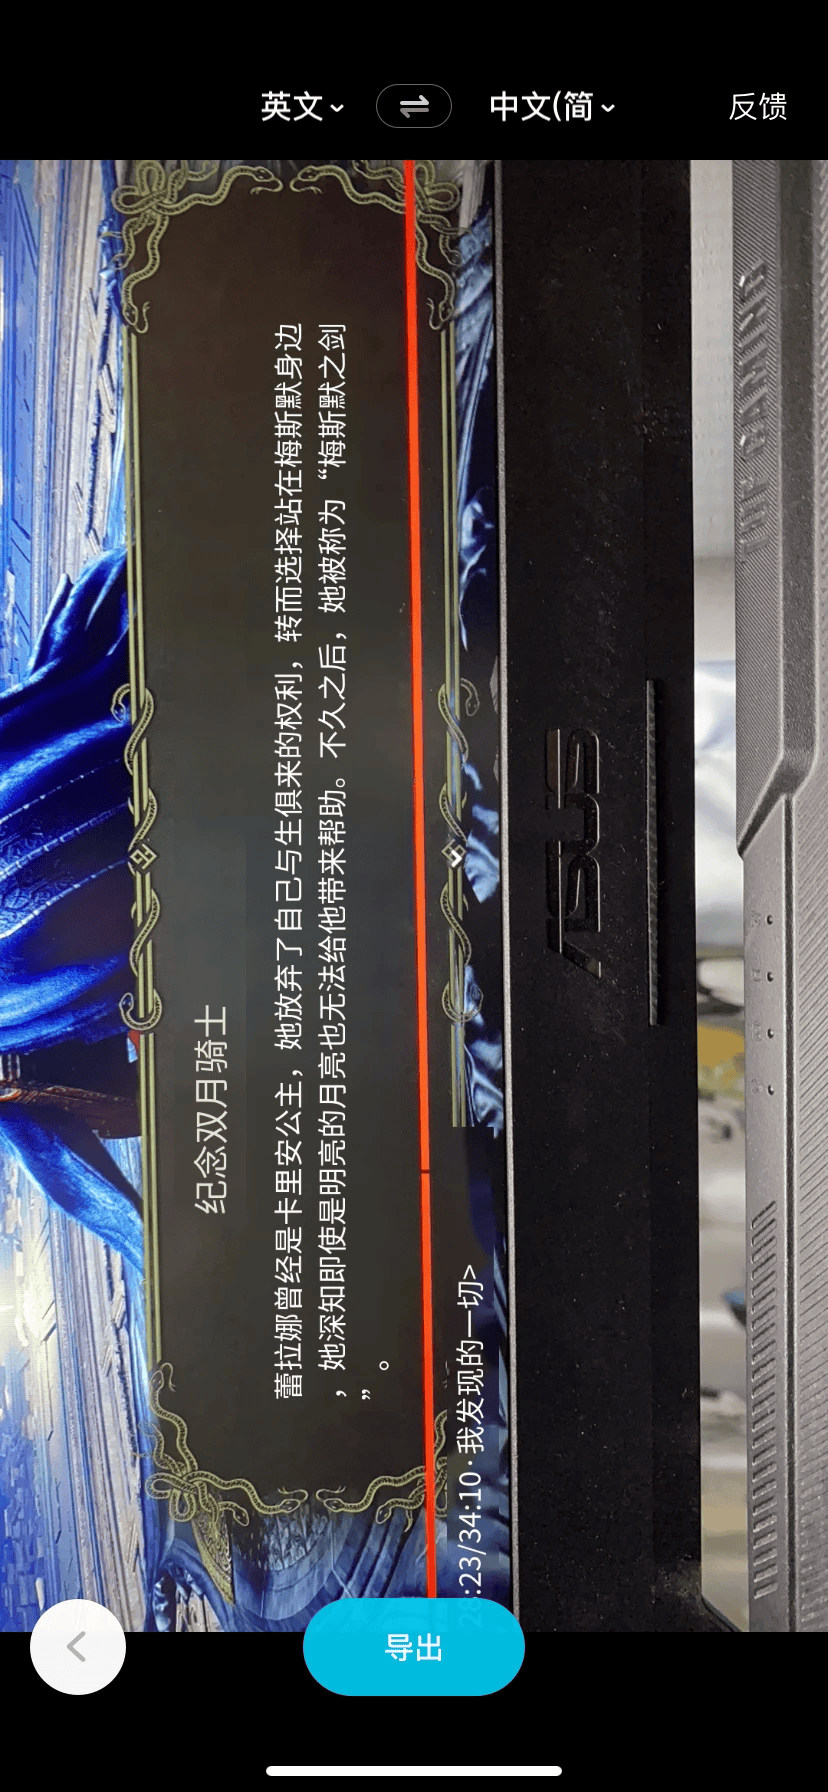 英文
中文(简
反馈
纪念双月骑士
蕾拉娜曾经是卡里安公主，她放弃了自己与生俱来的权利，转而选择站在梅斯默身边
，她深知即使是明亮的月亮也无法给他带来帮助。不久之后，她被称为“梅斯默之剑
”。
:23/34:10·我发现的一切>
ASUS
TUF GAMING
导出